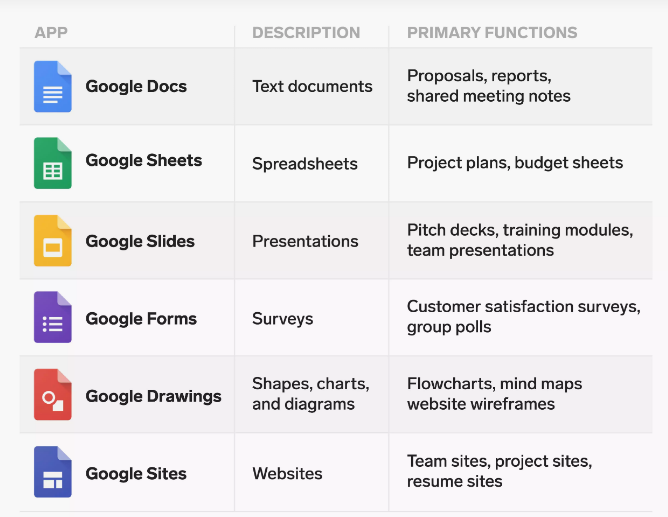 APP DESCRIPTION PRIMARY FUNCTIONS
Google Docs Text documents Proposals, reports,
shared meeting notes
Google Sheets Spreadsheets Project plans, budget sheets
Google Slides Presentations Pitch decks, training modules,
team presentations
Google Forms Surveys Customer satisfaction surveys,
group polls
Google Drawings Shapes, charts, Flowcharts, mind maps
and diagrams website wireframes
Google Sites Websites Team sites, project sites,
resume sites